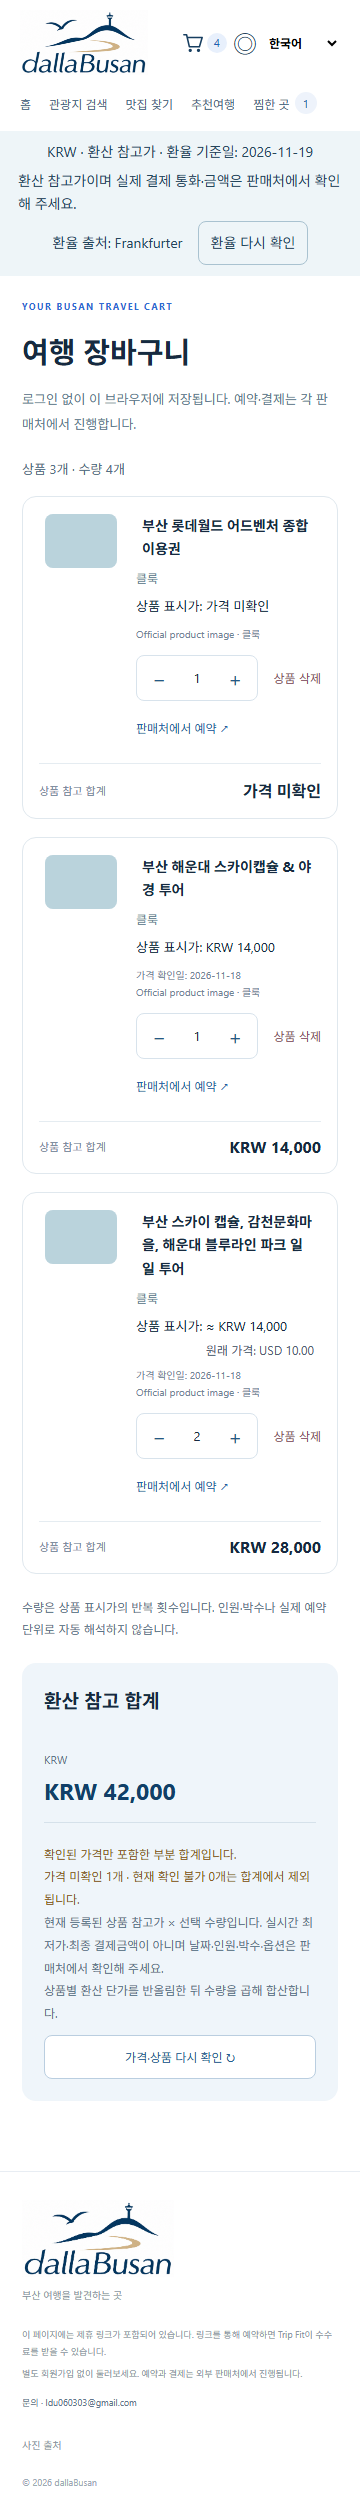 dallaBusan
4
한국어
홈 관광지 검색 맛집 찾기 추천여행 찜한 곳 1
KRW · 환산 참고가 · 환율 기준일: 2026-11-19
환산 참고가이며 실제 결제 통화·금액은 판매처에서 확인
해 주세요.
환율 출처: Frankfurter 환율 다시 확인
YOUR BUSAN TRAVEL CART
여행 장바구니
로그인 없이 이 브라우저에 저장됩니다. 예약·결제는 각 판
매처에서 진행합니다.
상품 3개 · 수량 4개
부산 롯데월드 어드벤처 종합
이용권
클룩
상품 표시가: 가격 미확인
Official product image · 클룩
− 1 + 상품 삭제
판매처에서 예약 ↗
상품 참고 합계 가격 미확인
부산 해운대 스카이캡슐 & 야
경 투어
클룩
상품 표시가: KRW 14,000
가격 확인일: 2026-11-18
Official product image · 클룩
− 1 + 상품 삭제
판매처에서 예약 ↗
상품 참고 합계 KRW 14,000
부산 스카이 캡슐, 감천문화마
을, 해운대 블루라인 파크 일
일 투어
클룩
상품 표시가: ≈ KRW 14,000
원래 가격: USD 10.00
가격 확인일: 2026-11-18
Official product image · 클룩
− 2 + 상품 삭제
판매처에서 예약 ↗
상품 참고 합계 KRW 28,000
수량은 상품 표시가의 반복 횟수입니다. 인원·박수나 실제 예약
단위로 자동 해석하지 않습니다.
환산 참고 합계
KRW
KRW 42,000
확인된 가격만 포함한 부분 합계입니다.
가격 미확인 1개 · 현재 확인 불가 0개는 합계에서 제외
됩니다.
현재 등록된 상품 참고가 × 선택 수량입니다. 실시간 최
저가·최종 결제금액이 아니며 날짜·인원·박수·옵션은 판
매처에서 확인해 주세요.
상품별 환산 단가를 반올림한 뒤 수량을 곱해 합산합니
다.
가격·상품 다시 확인 ↻
dallaBusan
부산 여행을 발견하는 곳
이 페이지에는 제휴 링크가 포함되어 있습니다. 링크를 통해 예약하면 Trip Fit이 수수
료를 받을 수 있습니다.
별도 회원가입 없이 둘러보세요. 예약과 결제는 외부 판매처에서 진행됩니다.
문의 · ldu060303@gmail.com
사진 출처
© 2026 dallaBusan